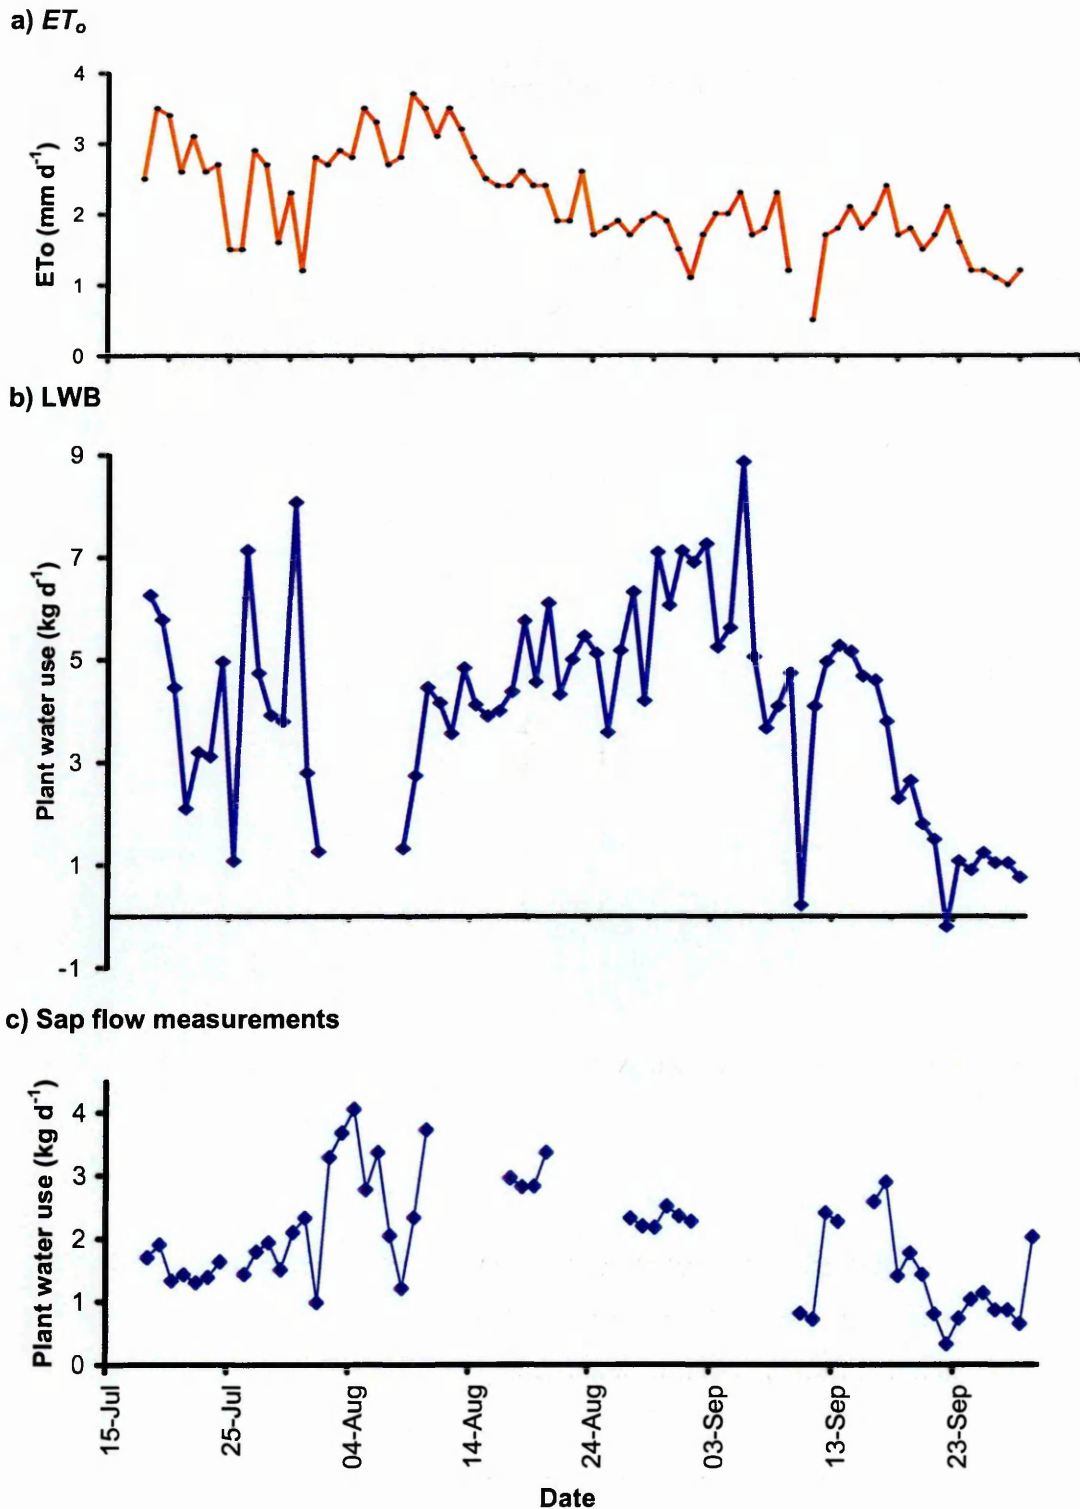 a) ETo
4
3
2
1
0
ETo (mm d-1)
b) LWB
9
7
5
3
1
-1
Plant water use (kg d-1)
c) Sap flow measurements
4
3
2
1
0
Plant water use (kg d-1)
15-Jul
25-Jul
04-Aug
14-Aug
24-Aug
03-Sep
13-Sep
23-Sep
Date